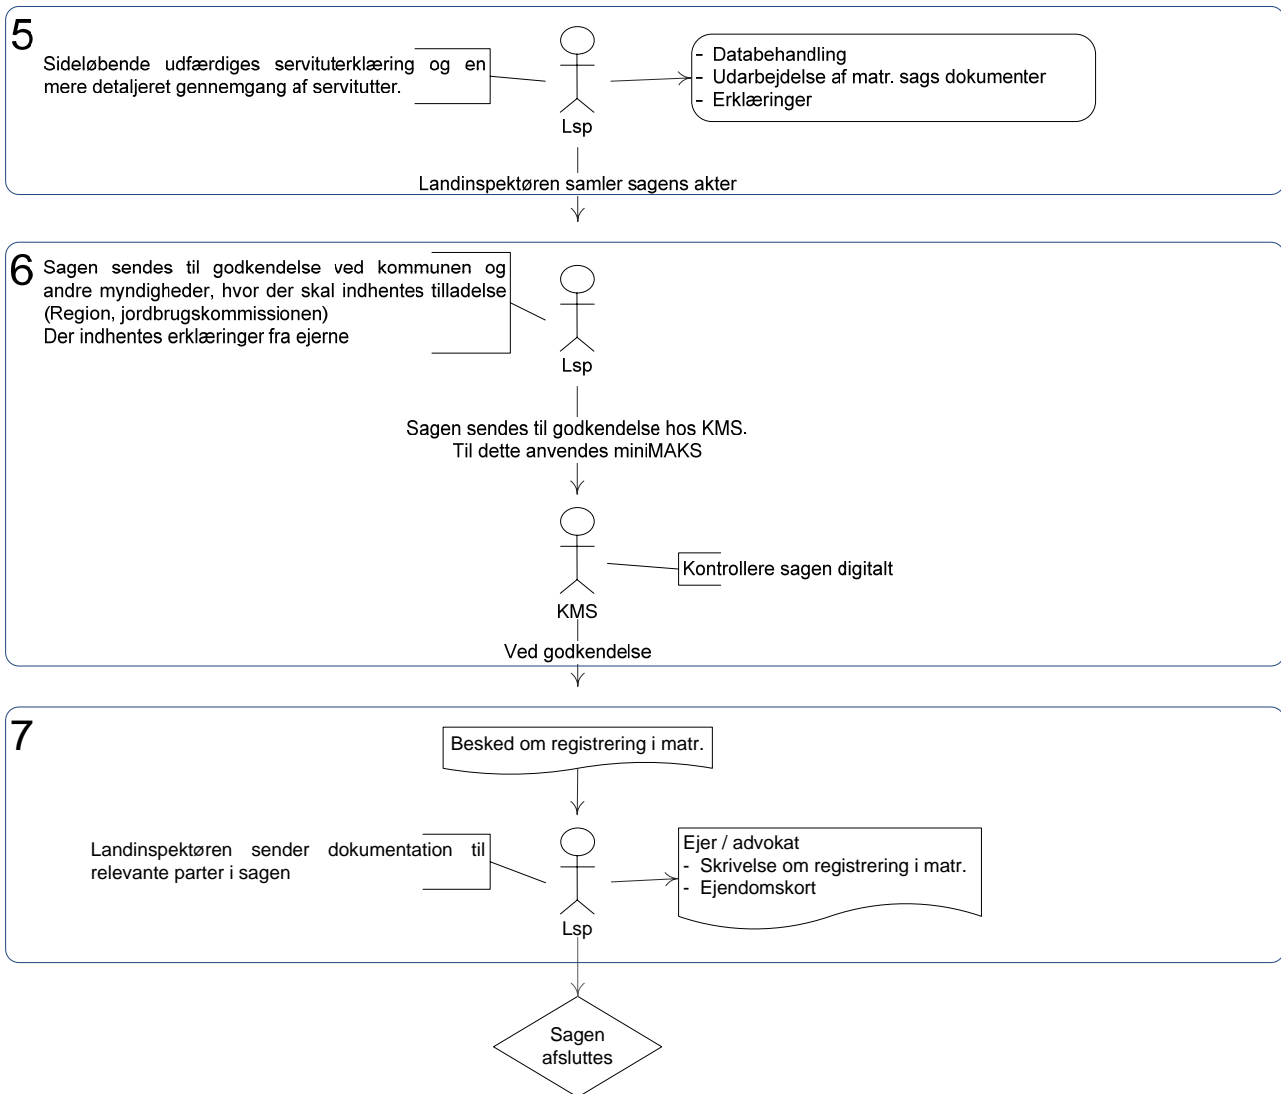 5
Sideløbende udfærdiges servituterklæring og en
mere detaljeret gennemgang af servitutter.
Lsp
- Databehandling
- Udarbejdelse af matr. sags dokumenter
- Erklæringer
Landinspektøren samler sagens akter
6
Sagen sendes til godkendelse ved kommunen og
andre myndigheder, hvor der skal indhentes tilladelse
(Region, jordbrugskommissionen)
Der indhentes erklæringer fra ejerne
Lsp
Sagen sendes til godkendelse hos KMS.
Til dette anvendes miniMAKS
Kontrollere sagen digitalt
KMS
Ved godkendelse
7
Besked om registrering i matr.
Landinspektøren sender dokumentation til
relevante parter i sagen
Lsp
Ejer / advokat
- Skrivelse om registrering i matr.
- Ejendomskort
Sagen
afsluttes